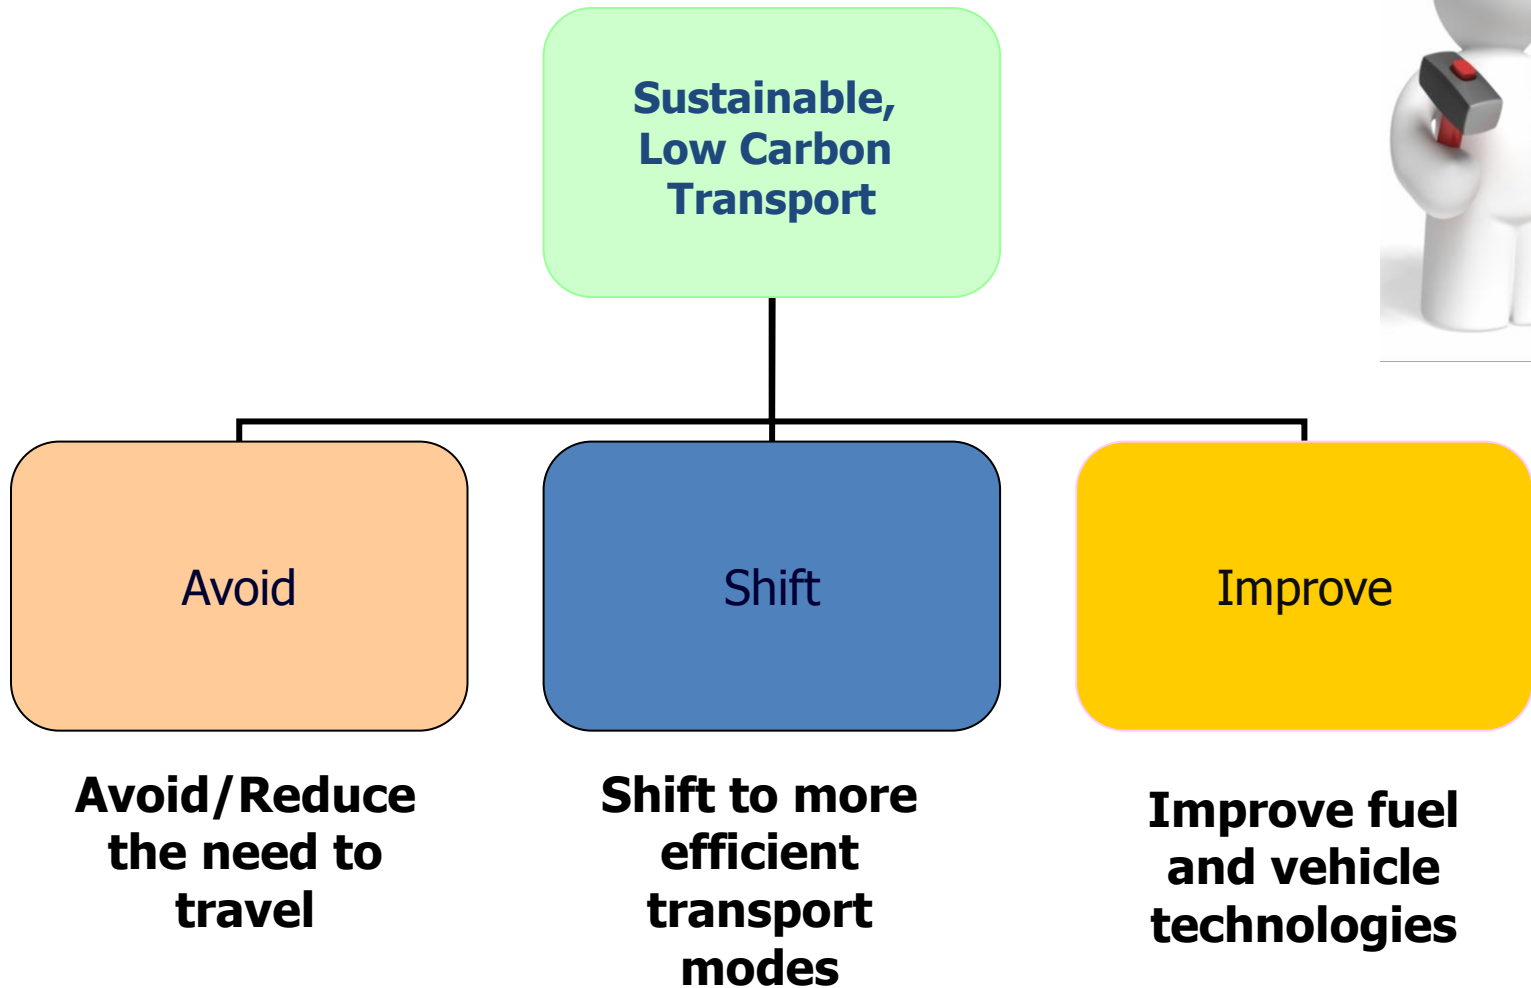 Sustainable,
Low Carbon
Transport
Avoid
Shift
Improve
Avoid/Reduce
the need to
travel
Shift to more
efficient
transport
modes
Improve fuel
and vehicle
technologies